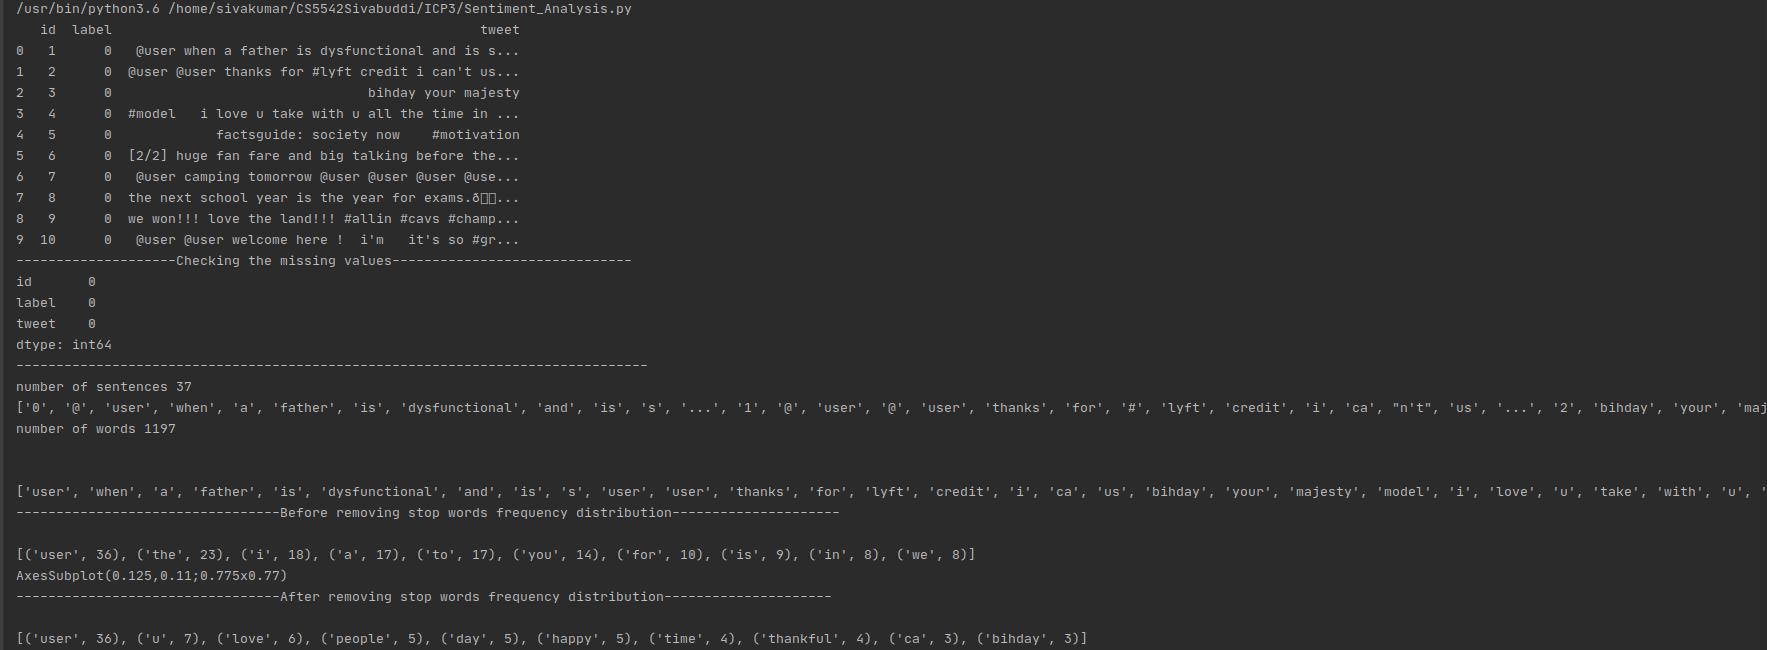 /usr/bin/python3.6 /home/sivakumar/CS5542Sivabuddi/ICP3/Sentiment_Analysis.py
   id  label                                              tweet
0   1      0   @user when a father is dysfunctional and is s...
1   2      0  @user @user thanks for #lyft credit i can't us...
2   3      0                                bihday your majesty
3   4      0  #model   i love u take with u all the time in ...
4   5      0             factsguide: society now    #motivation
5   6      0  [2/2] huge fan fare and big talking before the...
6   7      0   @user camping tomorrow @user @user @user @use...
7   8      0  the next school year is the year for exams.ð...
8   9      0  we won!!! love the land!!! #allin #cavs #champ...
9  10      0   @user @user welcome here !  i'm   it's so #gr...
--------------------Checking the missing values------------------------------
id       0
label    0
tweet    0
dtype: int64
-------------------------------------------------------------------------------
number of sentences 37
['0', '@', 'user', 'when', 'a', 'father', 'is', 'dysfunctional', 'and', 'is', 's', '...', '1', '@', 'user', '@', 'user', 'thanks', 'for', '#', 'lyft', 'credit', 'i', 'ca', "n't", 'us', '...', '2', 'bihday', 'your', 'maj
number of words 1197
['user', 'when', 'a', 'father', 'is', 'dysfunctional', 'and', 'is', 's', 'user', 'user', 'thanks', 'for', 'lyft', 'credit', 'i', 'ca', 'us', 'bihday', 'your', 'majesty', 'model', 'i', 'love', 'u', 'take', 'with', 'u', '
---------------------------------Before removing stop words frequency distribution---------------------
[('user', 36), ('the', 23), ('i', 18), ('a', 17), ('to', 17), ('you', 14), ('for', 10), ('is', 9), ('in', 8), ('we', 8)]
AxesSubplot(0.125,0.11;0.775x0.77)
---------------------------------After removing stop words frequency distribution---------------------
[('user', 36), ('u', 7), ('love', 6), ('people', 5), ('day', 5), ('happy', 5), ('time', 4), ('thankful', 4), ('ca', 3), ('bihday', 3)]